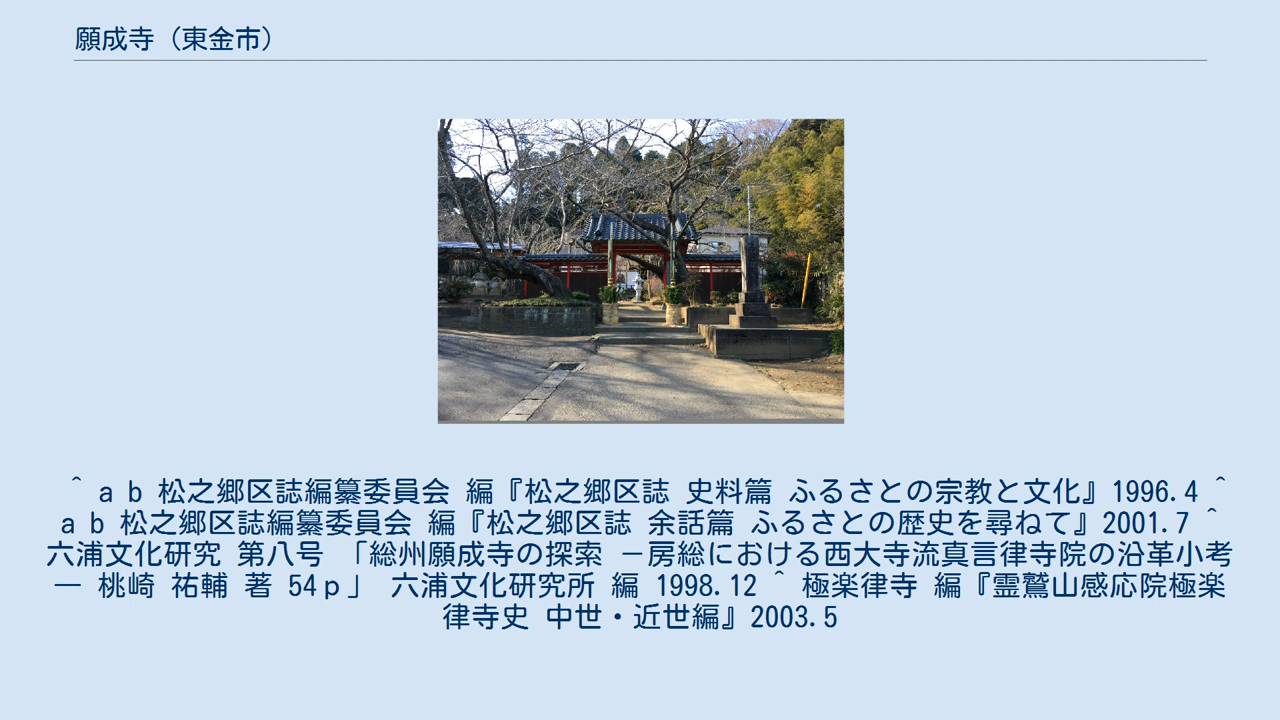 願成寺（東金市）
^ a b 松之郷区誌編纂委員会 編『松之郷区誌 史料篇 ふるさとの宗教と文化』1996.4 ^
a b 松之郷区誌編纂委員会 編『松之郷区誌 余話篇 ふるさとの歴史を尋ねて』2001.7 ^
六浦文化研究 第八号 「総州願成寺の探索 －房総における西大寺流真言律寺院の沿革小考
― 桃崎 祐輔 著 54ｐ」 六浦文化研究所 編 1998.12 ^ 極楽律寺 編『霊鷲山感応院極楽
律寺史 中世・近世編』2003.5